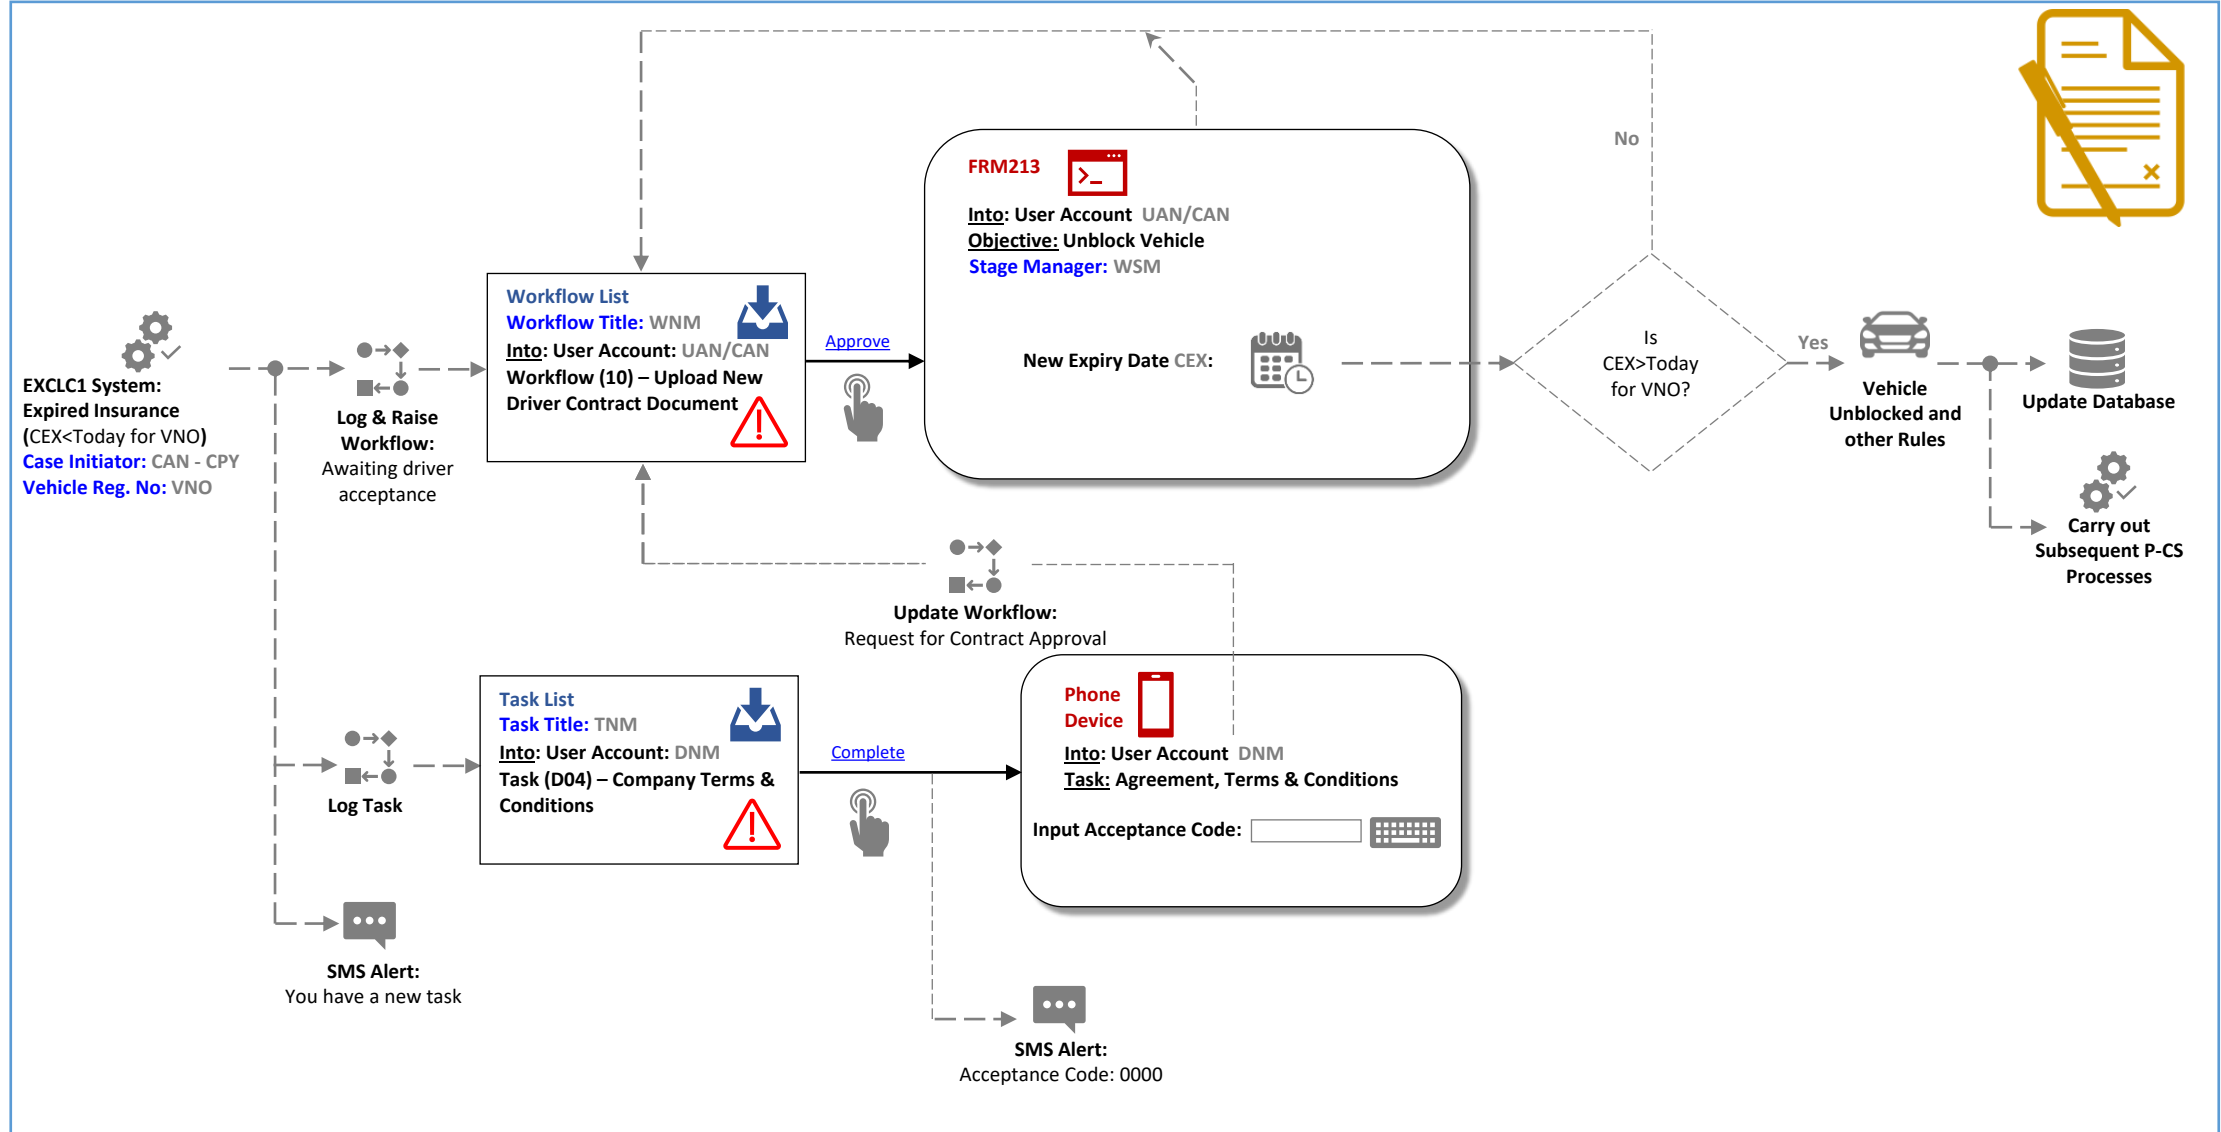 EXCLC1 System:
Expired Insurance
(CEX<Today for VNO)
Case Initiator: CAN - CPY
Vehicle Reg. No: VNO
Log & Raise
Workflow:
Awaiting driver
acceptance
Workflow List
Workflow Title: WNM
Into: User Account: UAN/CAN
Workflow (10) – Upload New
Driver Contract Document
Approve
FRM213
Into: User Account UAN/CAN
Objective: Unblock Vehicle
Stage Manager: WSM
New Expiry Date CEX:
No
Is
CEX>Today
for VNO?
Yes
Vehicle
Unblocked and
other Rules
Update Database
Carry out
Subsequent P-CS
Processes
Update Workflow:
Request for Contract Approval
Log Task
Task List
Task Title: TNM
Into: User Account: DNM
Task (D04) – Company Terms &
Conditions
Complete
Phone
Device
Into: User Account DNM
Task: Agreement, Terms & Conditions
Input Acceptance Code:
SMS Alert:
You have a new task
SMS Alert:
Acceptance Code: 0000